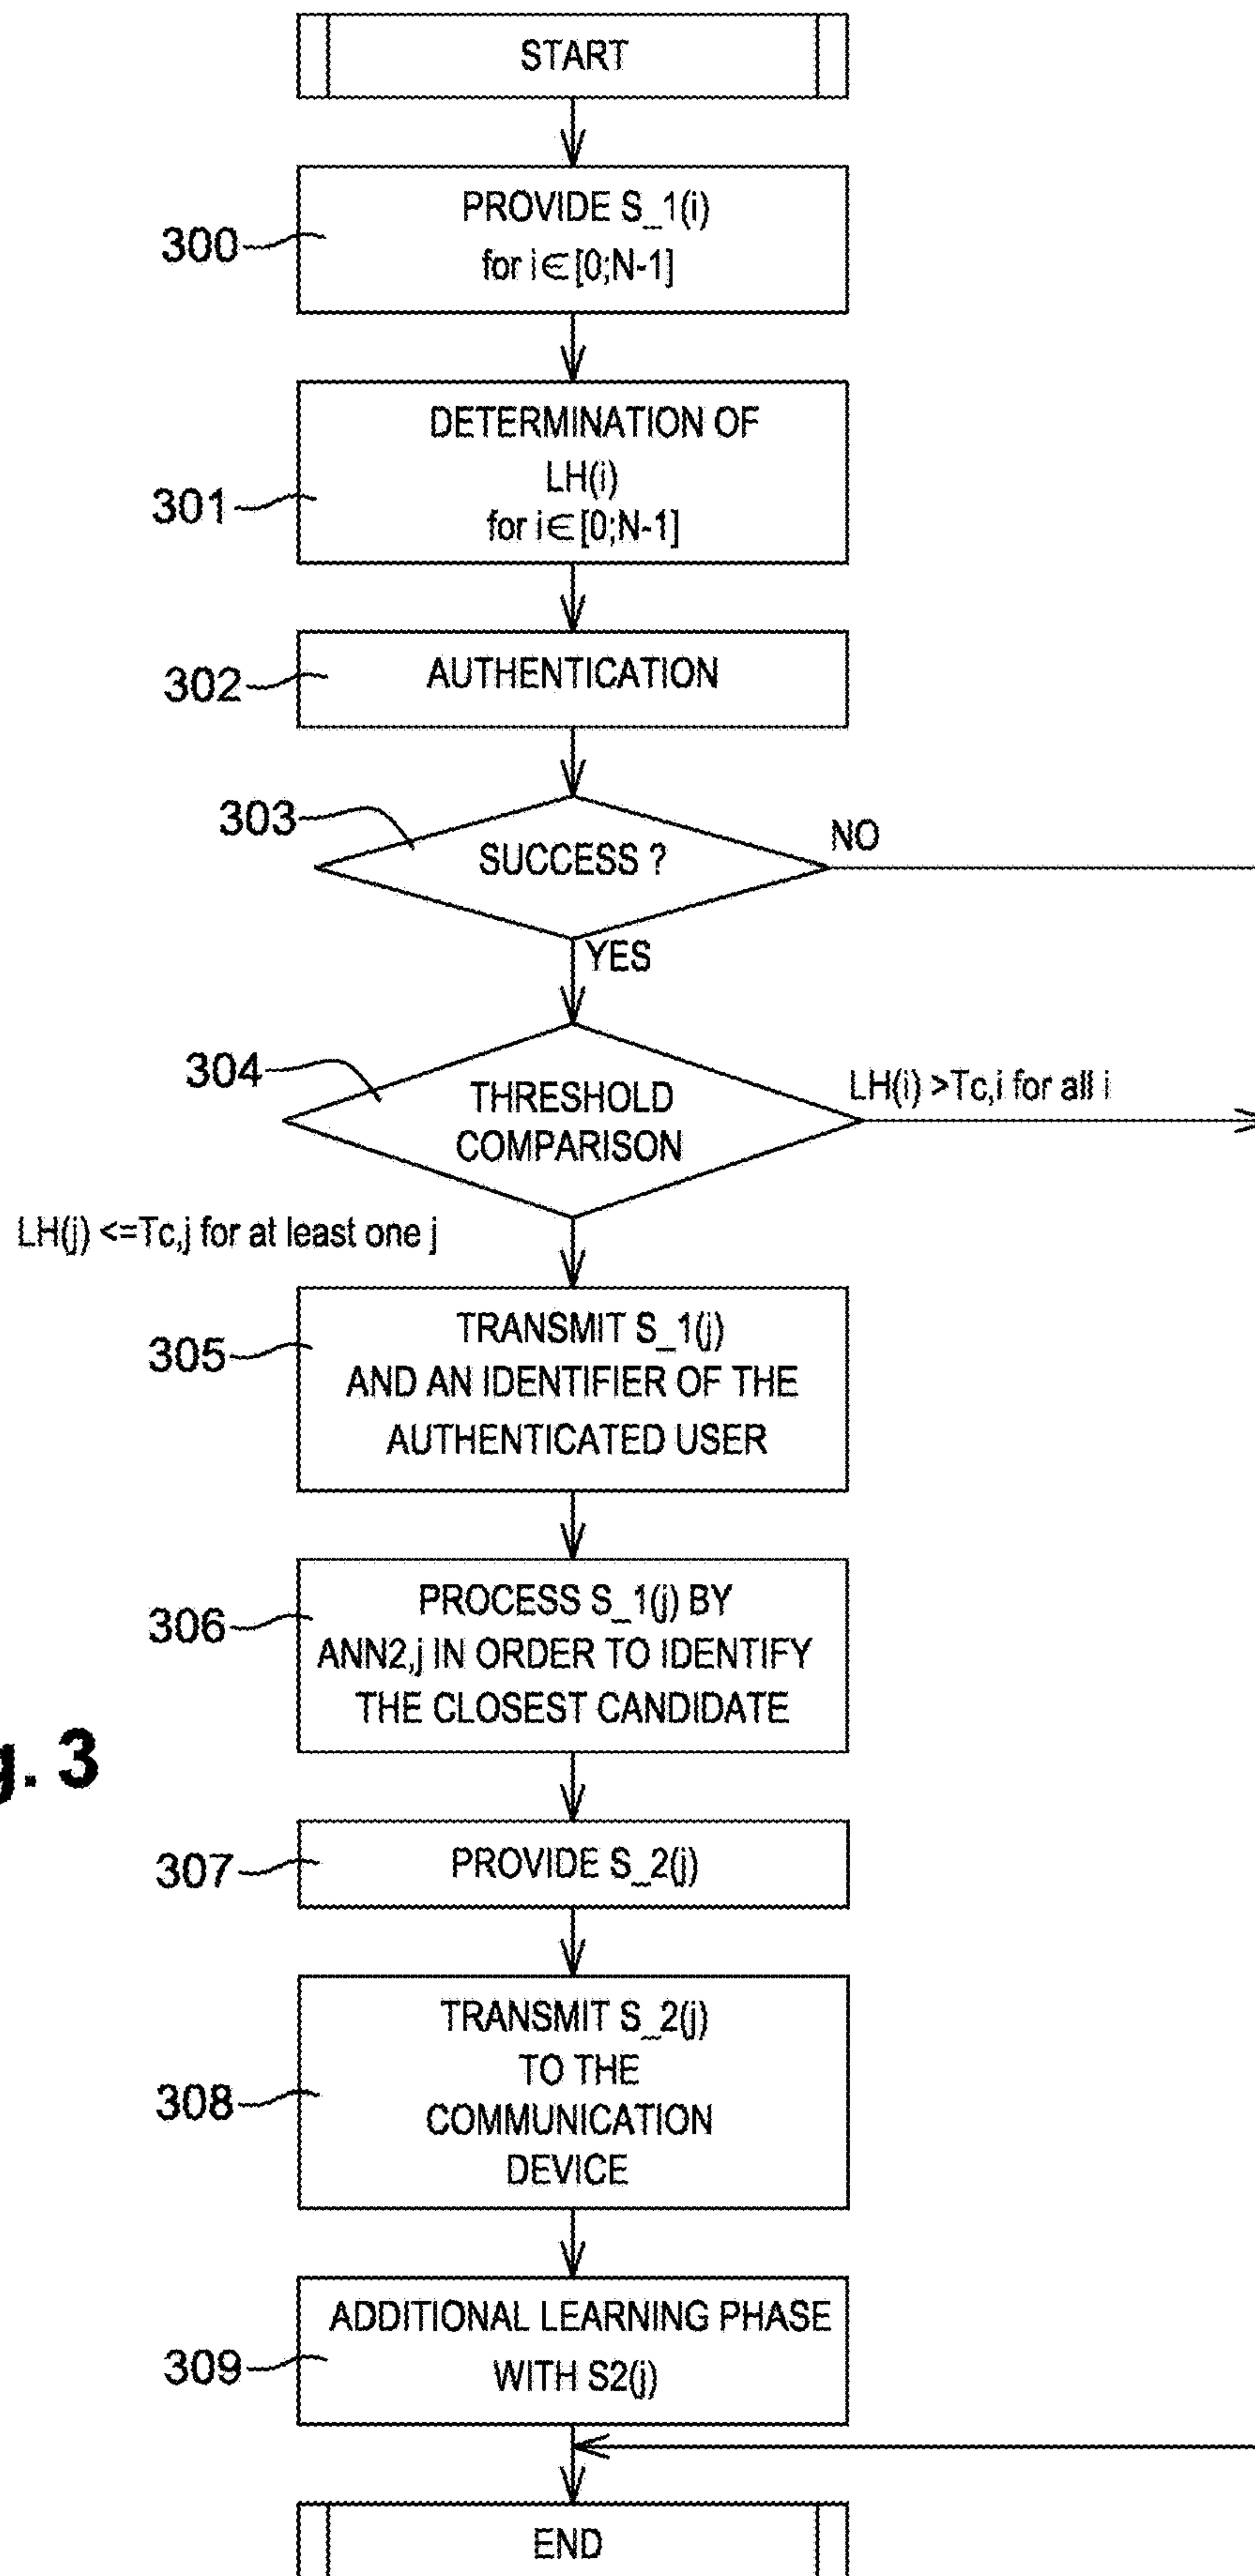 START
300
PROVIDE S_1(i)
for i∈[0;N-1]
301
DETERMINATION OF
LH(i)
for i∈[0;N-1]
302
AUTHENTICATION
303
SUCCESS ?
NO
YES
304
THRESHOLD
COMPARISON
LH(i) >Tc,i for all i
LH(j) <=Tc,j for at least one j
305
TRANSMIT S_1(j)
AND AN IDENTIFIER OF THE
AUTHENTICATED USER
306
PROCESS S_1(j) BY
ANN2,j IN ORDER TO IDENTIFY
THE CLOSEST CANDIDATE
g. 3
307
PROVIDE S_2(j)
308
TRANSMIT S_2(j)
TO THE
COMMUNICATION
DEVICE
309
ADDITIONAL LEARNING PHASE
WITH S2(j)
END